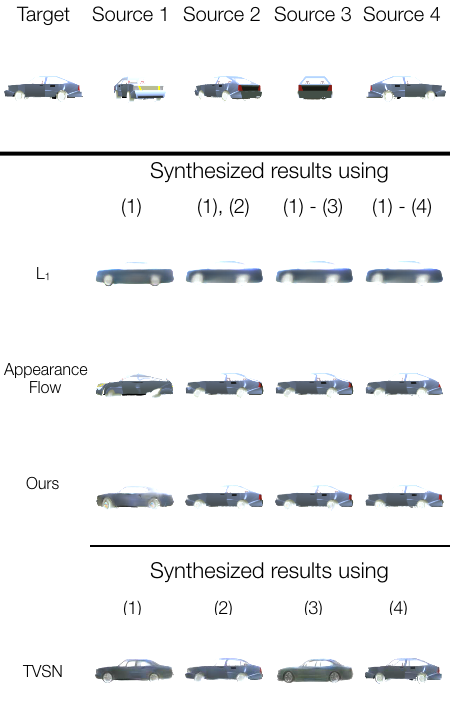 Target Source 1 Source 2 Source 3 Source 4
Synthesized results using
(1) (1), (2) (1) - (3) (1) - (4)
L₁
Appearance
Flow
Ours
Synthesized results using
(1) (2) (3) (4)
TVSN